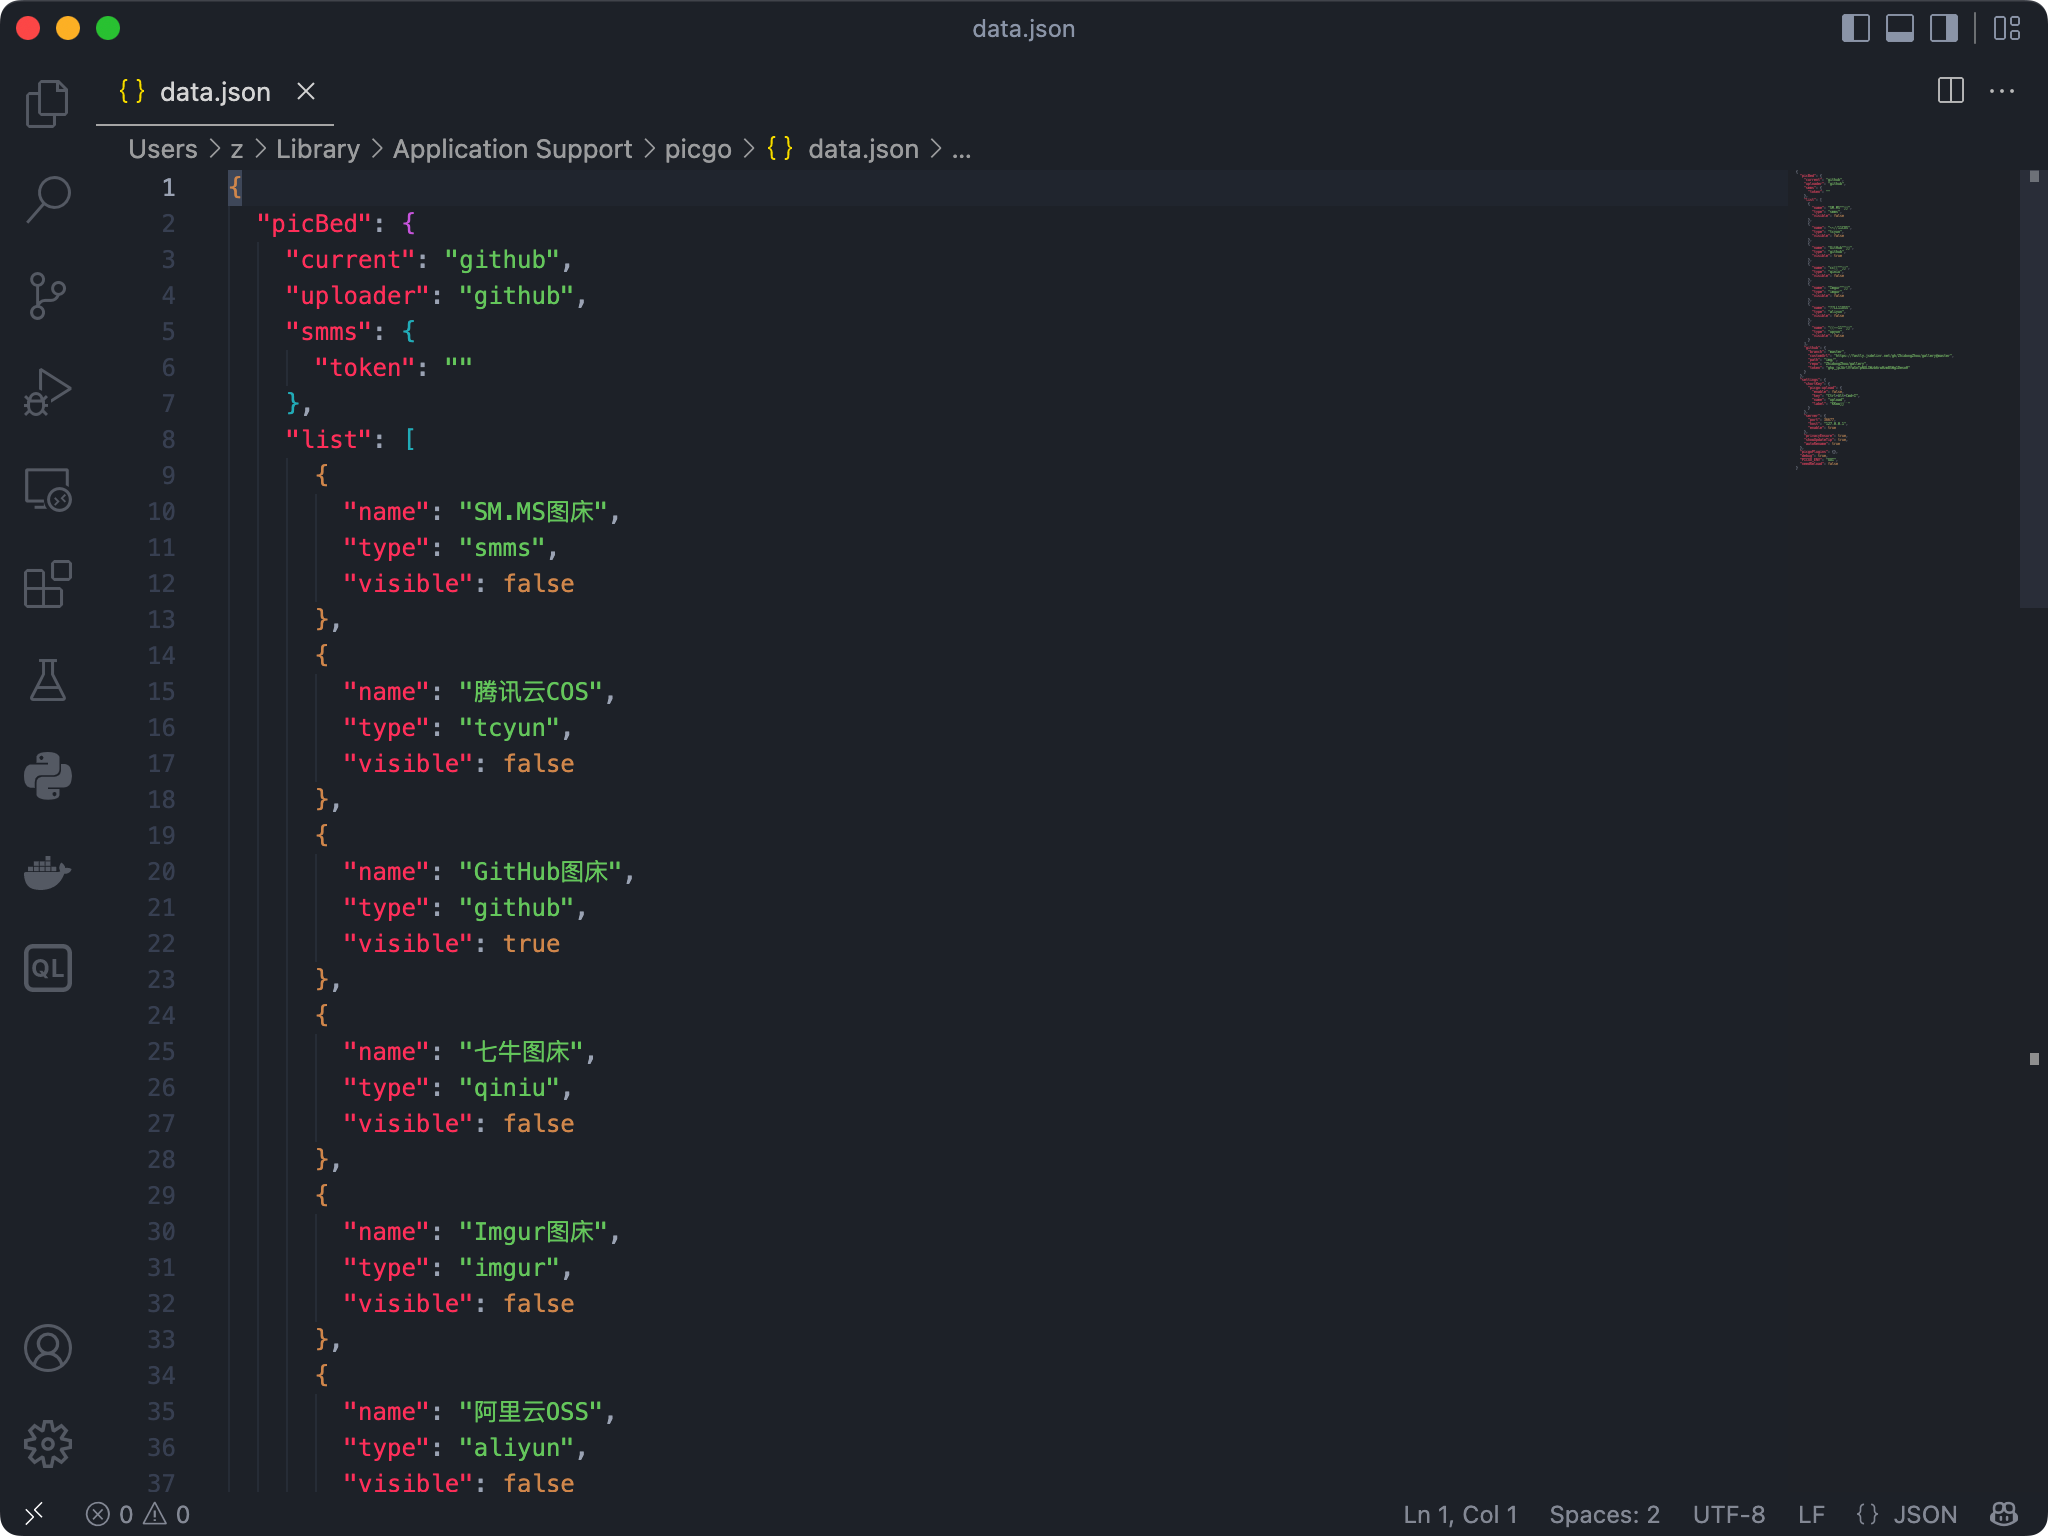 data.json
{ } data.json
Users > z > Library > Application Support > picgo > { } data.json > ...
1 {
2 "picBed": {
3 "current": "github",
4 "uploader": "github",
5 "smms": {
6 "token": ""
7 },
8 "list": [
9 {
10 "name": "SM.MS图床",
11 "type": "smms",
12 "visible": false
13 },
14 {
15 "name": "腾讯云COS",
16 "type": "tcyun",
17 "visible": false
18 },
19 {
20 "name": "GitHub图床",
21 "type": "github",
22 "visible": true
23 },
24 {
25 "name": "七牛图床",
26 "type": "qiniu",
27 "visible": false
28 },
29 {
30 "name": "Imgur图床",
31 "type": "imgur",
32 "visible": false
33 },
34 {
35 "name": "阿里云OSS",
36 "type": "aliyun",
37 "visible": false
QL
0 0 Ln 1, Col 1 Spaces: 2 UTF-8 LF { } JSON